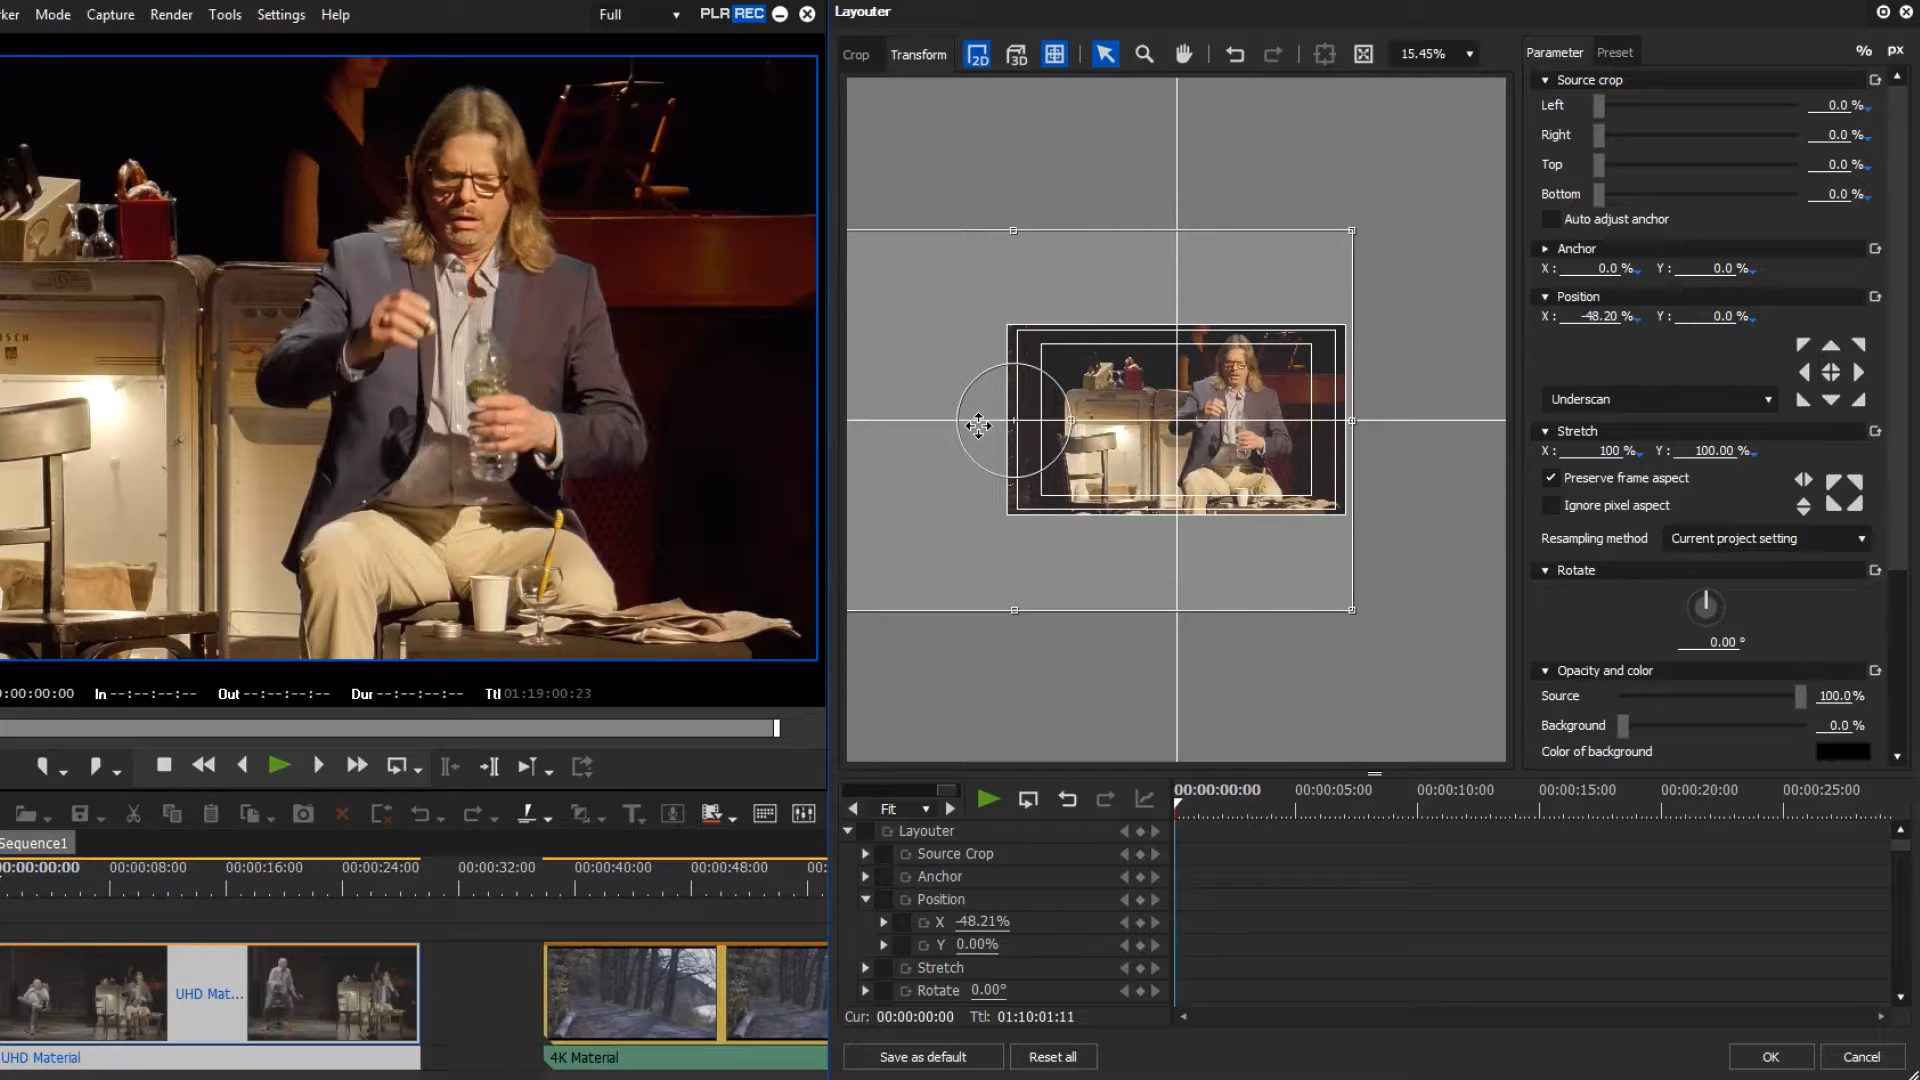 rker Mode Capture Render Tools Settings Help
Full
PLR REC
0:00:00:00 In --:--:--:-- Out --:--:--:-- Dur --:--:--:-- Ttl 01:19:00:23
Sequence1
00:00:00:00 00:00:08:00 00:00:16:00 00:00:24:00 00:00:32:00 00:00:40:00 00:00:48:00 00:
UHD Mat...
UHD Material
4K Material
Layouter
Crop Transform 2D 3D 15.45%
Parameter Preset % px
Source crop
Left 0.0 %
Right 0.0 %
Top 0.0 %
Bottom 0.0 %
Auto adjust anchor
Anchor
X : 0.0 % Y : 0.0 %
Position
X : -48.20 % Y : 0.0 %
Underscan
Stretch
X : 100 % Y : 100.00 %
✓ Preserve frame aspect
Ignore pixel aspect
Resampling method Current project setting
Rotate
0.00 °
Opacity and color
Source 100.0 %
Background 0.0 %
Color of background
Fit
00:00:00:00 00:00:05:00 00:00:10:00 00:00:15:00 00:00:20:00 00:00:25:00
Layouter
Source Crop
Anchor
Position
X -48.21%
Y 0.00%
Stretch
Rotate 0.00°
Cur: 00:00:00:00 Ttl: 01:10:01:11
Save as default Reset all OK Cancel